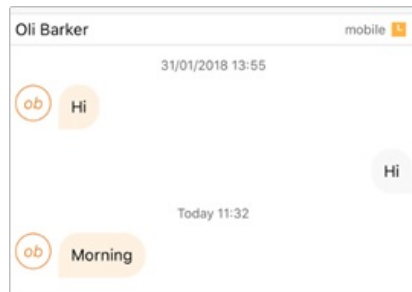 Oli Barker mobile
31/01/2018 13:55
ob Hi
Hi
Today 11:32
ob Morning